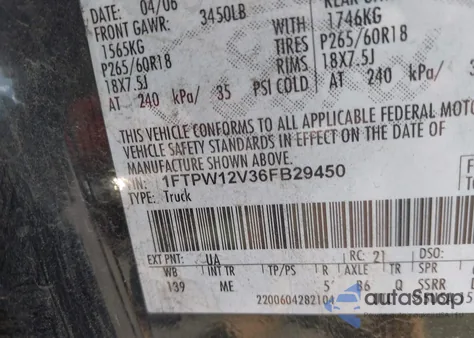 DATE: 04/06
FRONT GAWR: 3450LB
1565KG
P265/60R18
18X7.5J
AT 240 kPa/ 35 PSI COLD
WITH
TIRES
RIMS
1746KG
P265/60R18
18X7.5J
AT 240 kPa/
THIS VEHICLE CONFORMS TO ALL APPLICABLE FEDERAL MOTO
VEHICLE SAFETY STANDARDS IN EFFECT ON THE DATE OF
MANUFACTURE SHOWN ABOVE.
VIN: 1FTPW12V36FB29450
TYPE: Truck
EXT PNT: UA RC: 21 DSO:
WB INT TR TP/PS R AXLE TR SPR
139 ME 5 B6 Q SSRR
2200604282104
autoSnap